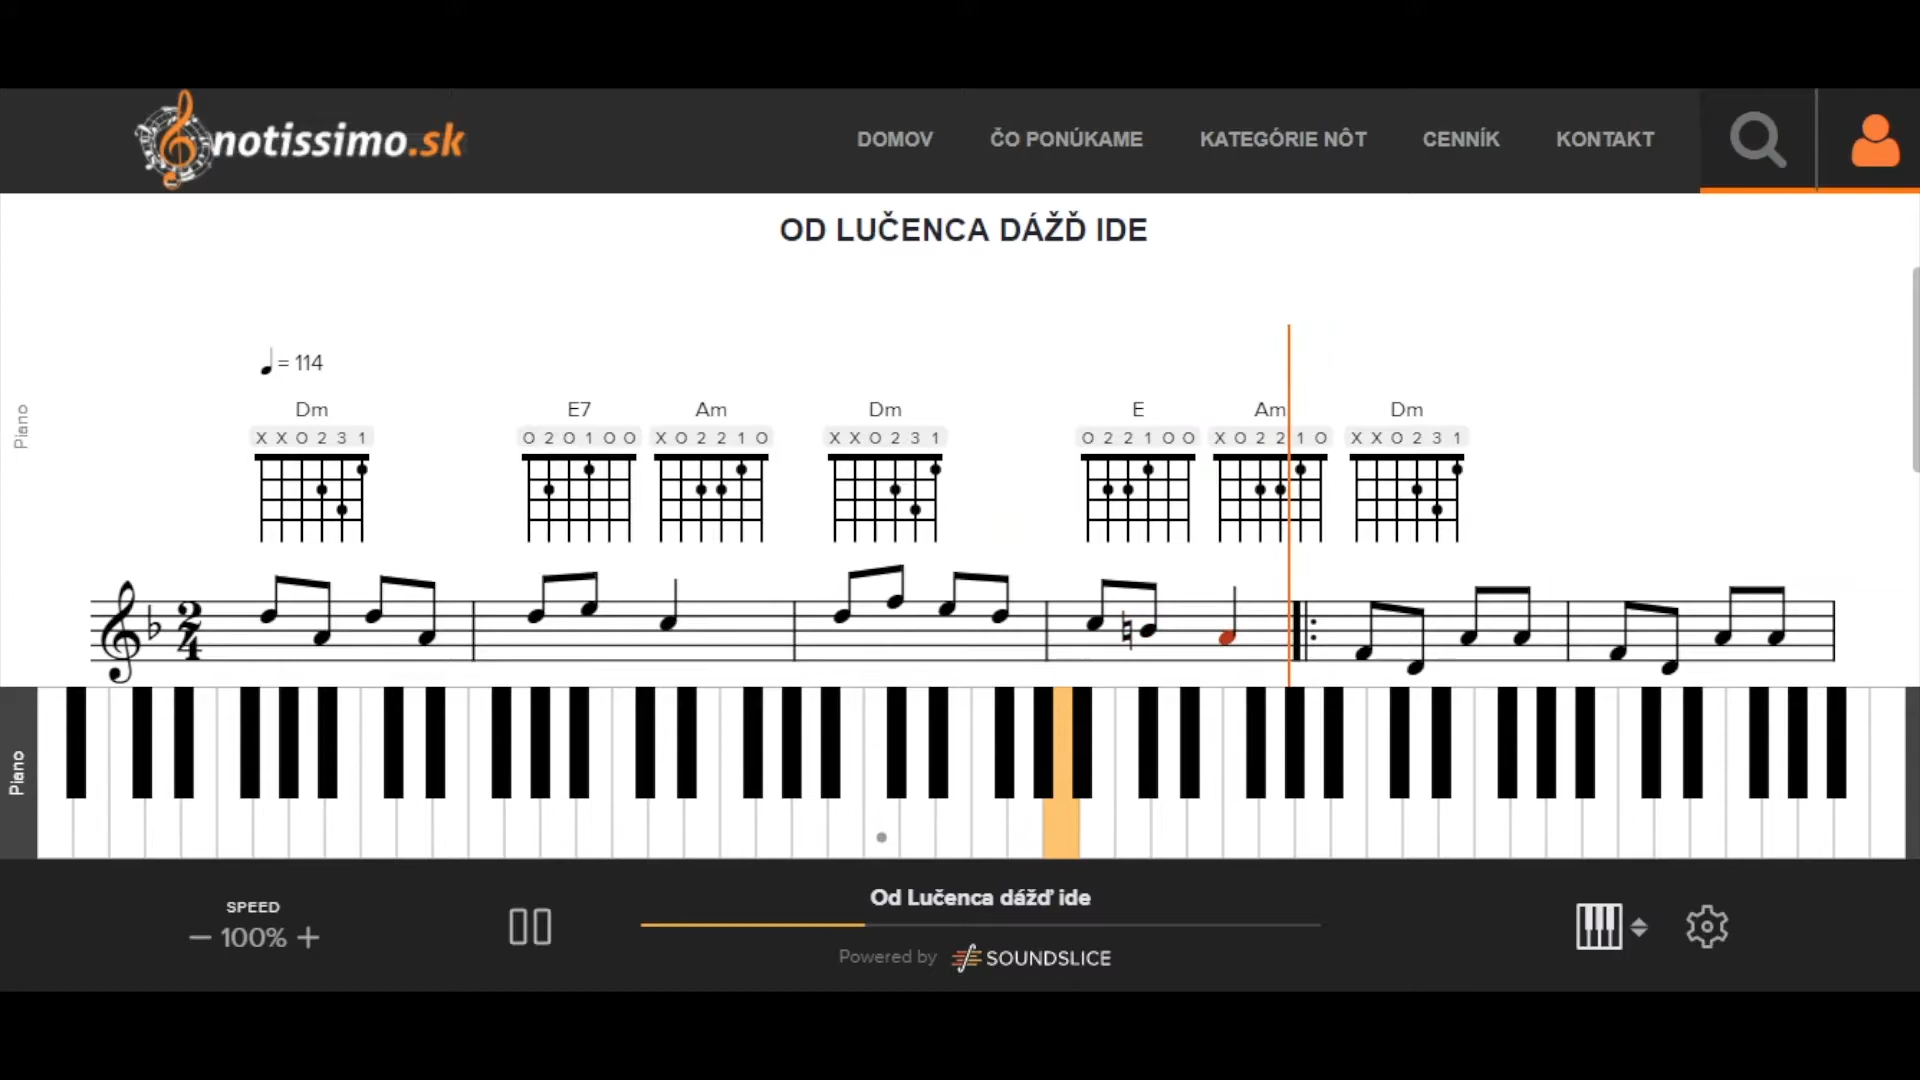 notissimo.sk
DOMOV ČO PONÚKAME KATEGÓRIE NÔT CENNÍK KONTAKT
OD LUČENCA DÁŽĎ IDE
= 114
Piano
Dm E7 Am Dm E Am Dm
X X O 2 3 1 O 2 O 1 O O X O 2 2 1 O X X O 2 3 1 O 2 2 1 O O X O 2 2 1 O X X O 2 3 1
2
4
Piano
SPEED
— 100% +
Od Lučenca dážď ide
Powered by SOUNDSLICE